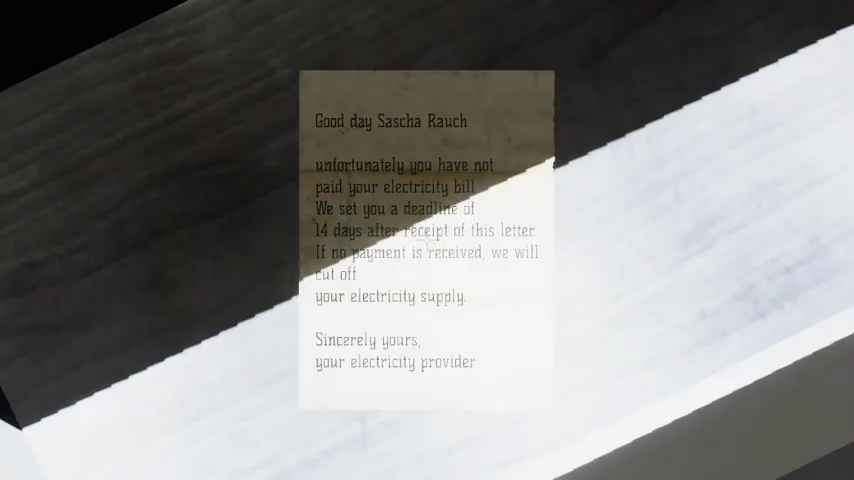 Good day Sascha Rauch
unfortunately you have not
paid your electricity bill
We set you a deadline of
14 days after receipt of this letter.
If no payment is received, we will
cut off
your electricity supply.
Sincerely yours,
your electricity provider